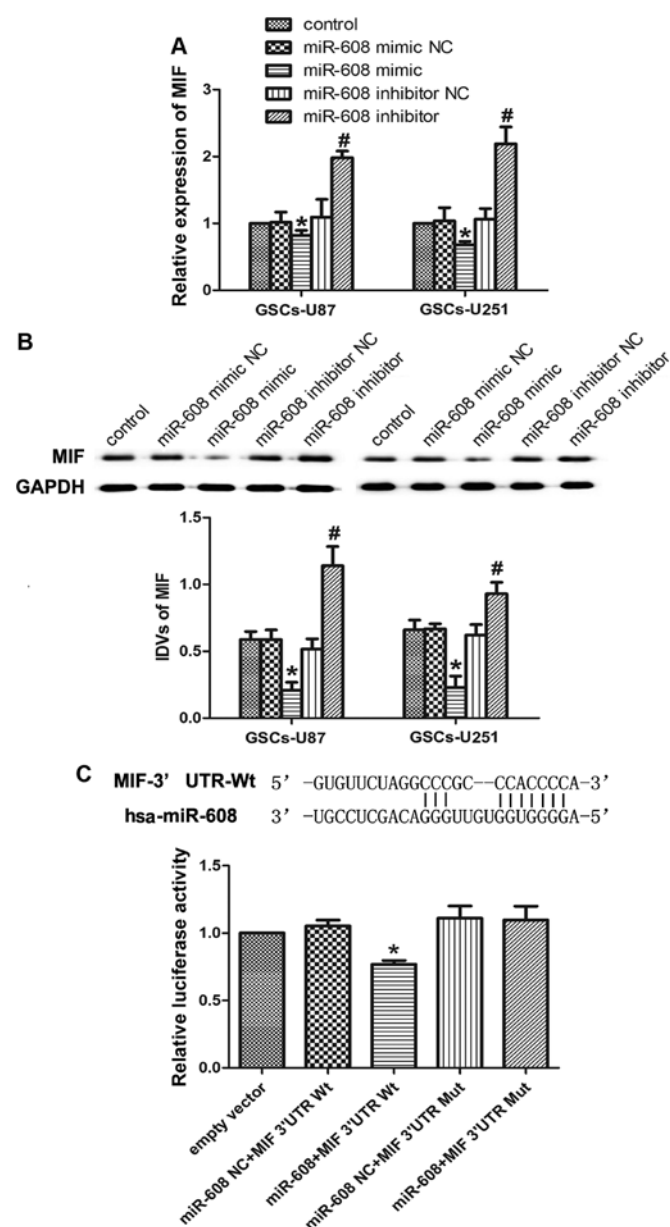 A
control
miR-608 mimic NC
miR-608 mimic
miR-608 inhibitor NC
miR-608 inhibitor
Relative expression of MIF
3
2
1
0
*
#
*
#
GSCs-U87
GSCs-U251
B
control
miR-608 mimic NC
miR-608 mimic
miR-608 inhibitor NC
miR-608 inhibitor
control
miR-608 mimic NC
miR-608 mimic
miR-608 inhibitor NC
miR-608 inhibitor
MIF
GAPDH
IDVs of MIF
1.5
1.0
0.5
0.0
*
#
*
#
GSCs-U87
GSCs-U251
C
MIF-3' UTR-Wt 5' -GUGUUCUAGGCCCGC--CCACCCCA-3'
hsa-miR-608 3' -UGCCUCGACAGGGUUGUGGUGGGGA-5'
Relative luciferase activity
1.5
1.0
0.5
0.0
*
empty vector
miR-608 NC+MIF 3'UTR Wt
miR-608+MIF 3'UTR Wt
miR-608 NC+MIF 3'UTR Mut
miR-608+MIF 3'UTR Mut